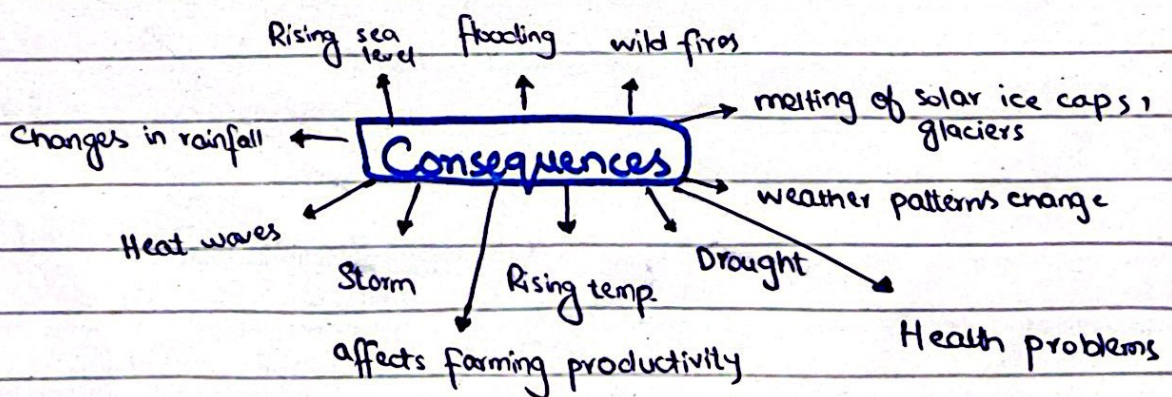 Rising sea level
flooding
wild fires
melting of solar ice caps,
glaciers
Changes in rainfall
Consequences
weather patterns change
Heat waves
Storm
Rising temp.
Drought
Health problems
affects farming productivity